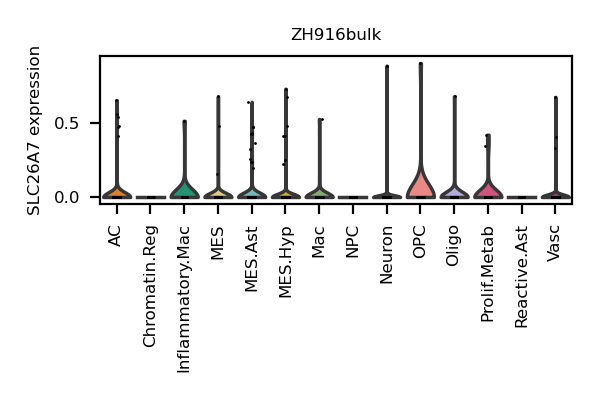 ZH916bulk
SLC26A7 expression
0.5
0.0
AC
Chromatin.Reg
Inflammatory.Mac
MES
MES.Ast
MES.Hyp
Mac
NPC
Neuron
OPC
Oligo
Prolif.Metab
Reactive.Ast
Vasc